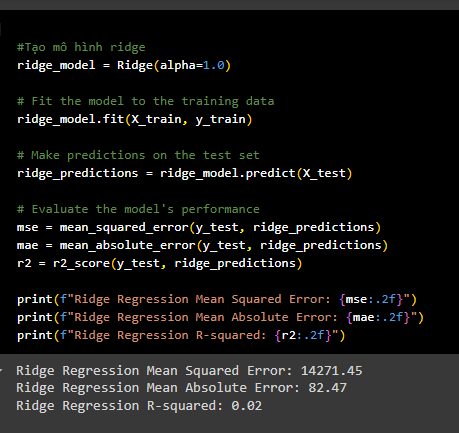 #Tạo mô hình ridge
ridge_model = Ridge(alpha=1.0)
# Fit the model to the training data
ridge_model.fit(X_train, y_train)
# Make predictions on the test set
ridge_predictions = ridge_model.predict(X_test)
# Evaluate the model's performance
mse = mean_squared_error(y_test, ridge_predictions)
mae = mean_absolute_error(y_test, ridge_predictions)
r2 = r2_score(y_test, ridge_predictions)
print(f"Ridge Regression Mean Squared Error: {mse:.2f}")
print(f"Ridge Regression Mean Absolute Error: {mae:.2f}")
print(f"Ridge Regression R-squared: {r2:.2f}")
Ridge Regression Mean Squared Error: 14271.45
Ridge Regression Mean Absolute Error: 82.47
Ridge Regression R-squared: 0.02